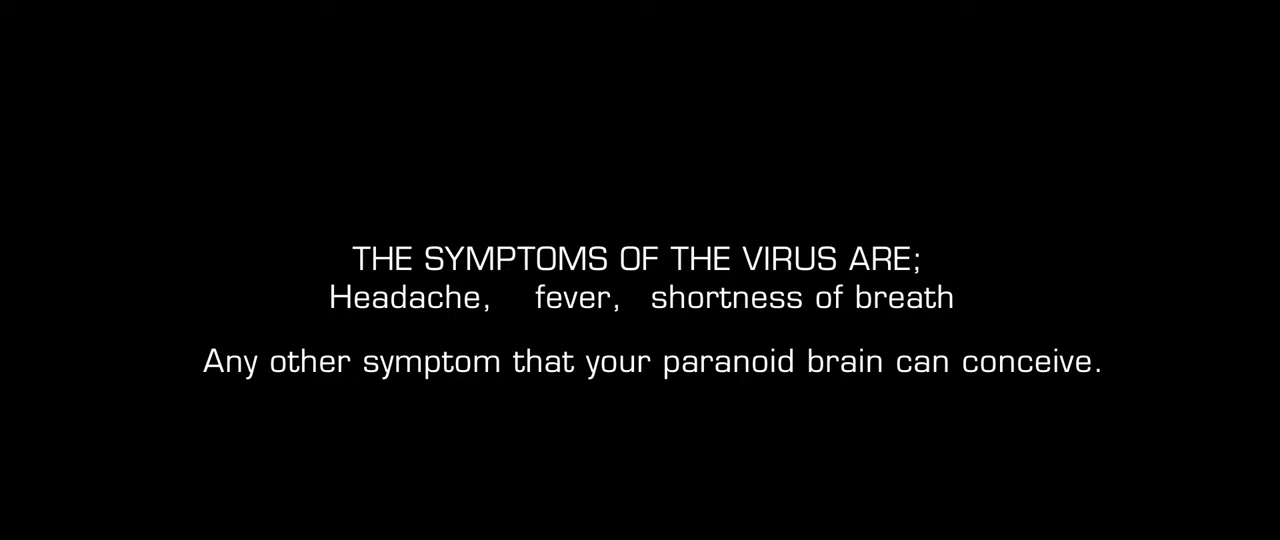 THE SYMPTOMS OF THE VIRUS ARE;
Headache, fever, shortness of breath
Any other symptom that your paranoid brain can conceive.